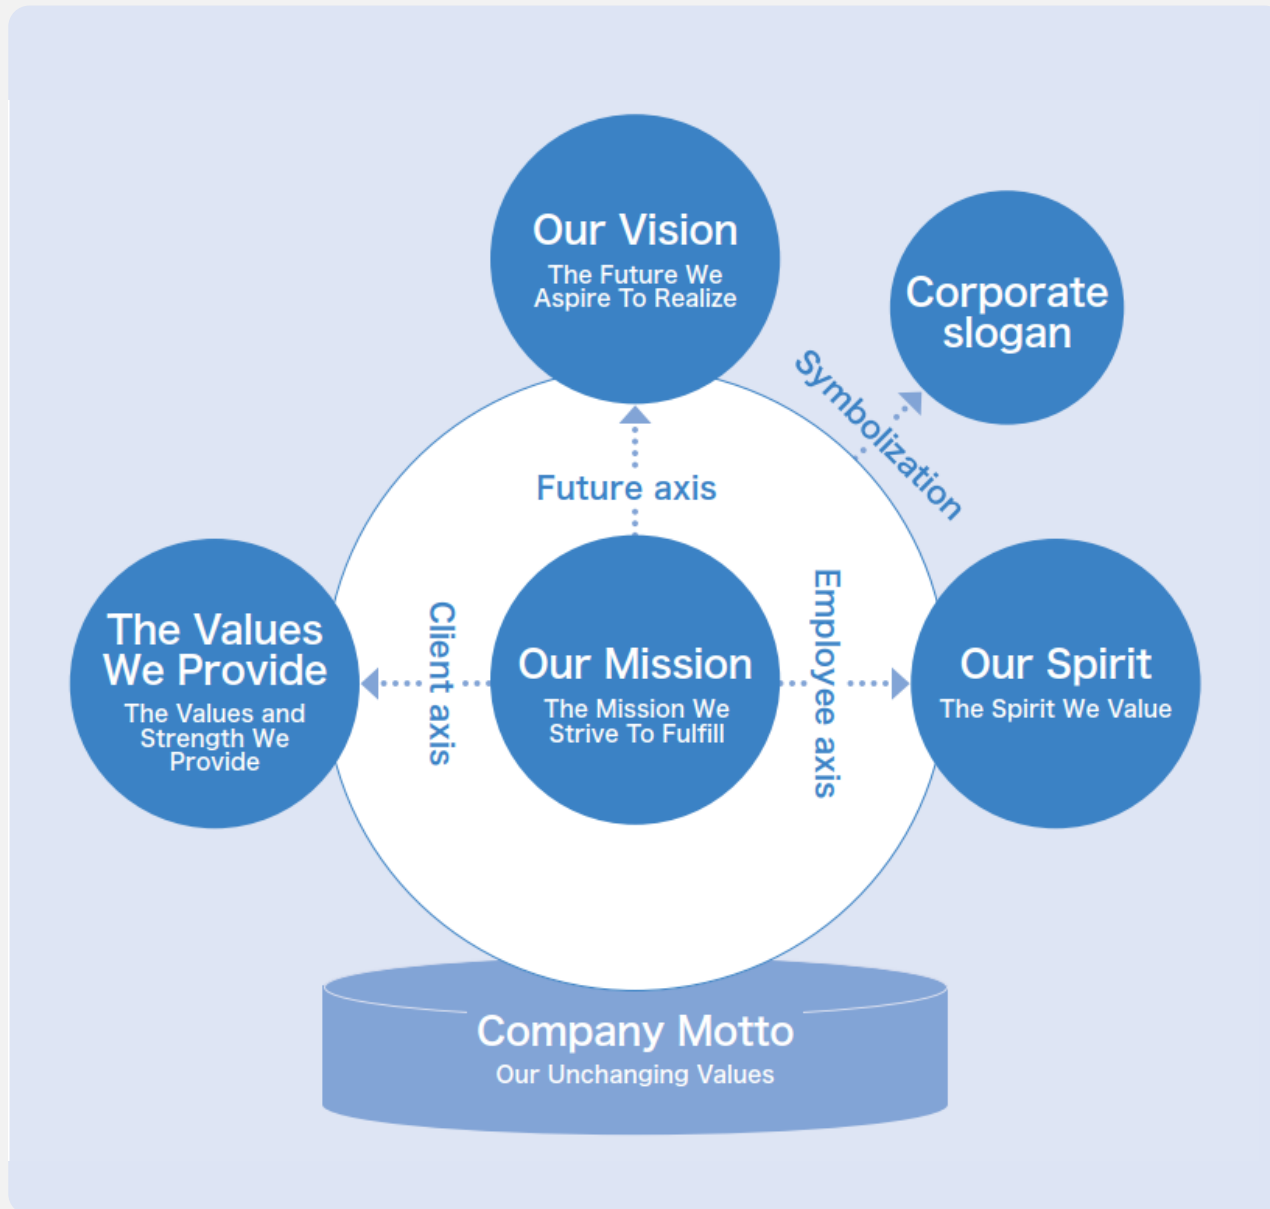 Our Vision
The Future We
Aspire To Realize
Corporate
slogan
Symbolization
Future axis
The Values
We Provide
The Values and
Strength We
Provide
Client axis
Our Mission
The Mission We
Strive To Fulfill
Employee axis
Our Spirit
The Spirit We Value
Company Motto
Our Unchanging Values